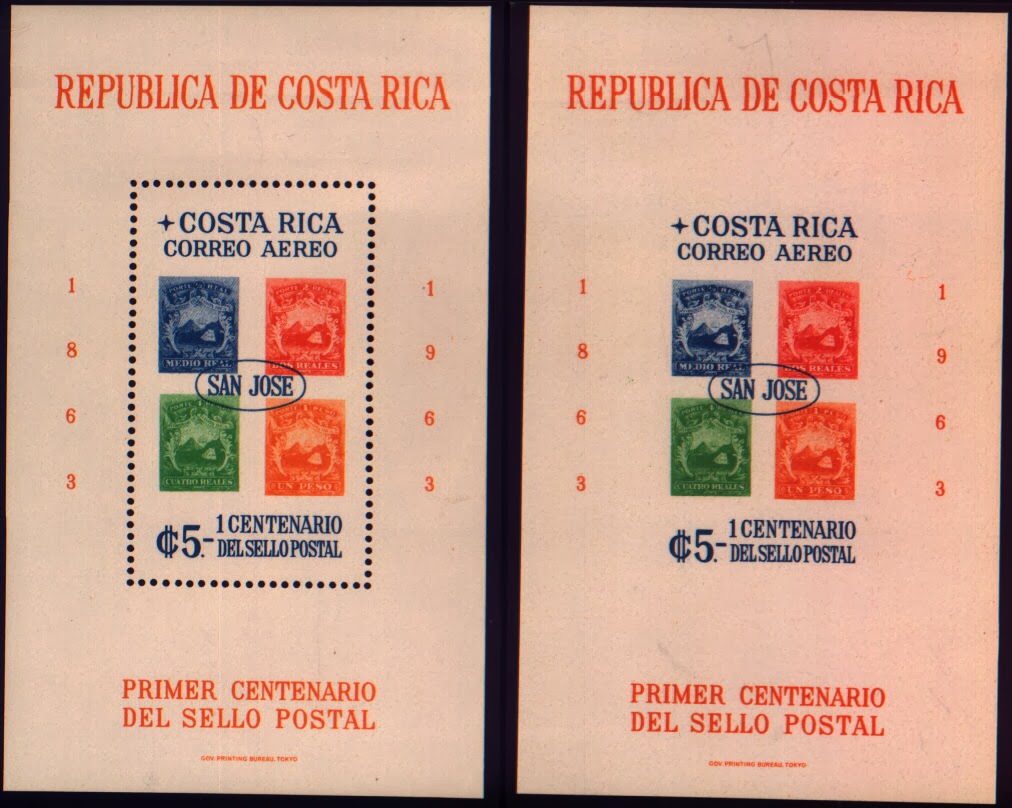 REPUBLICA DE COSTA RICA
COSTA RICA
CORREO AEREO
1 1
8 9
6 6
3 3
MEDIO REAL
DOS REALES
SAN JOSE
CUATRO REALES
UN PESO
₡5.- 1 CENTENARIO
DEL SELLO POSTAL
PRIMER CENTENARIO
DEL SELLO POSTAL
GOV. PRINTING BUREAU, TOKYO
REPUBLICA DE COSTA RICA
COSTA RICA
CORREO AEREO
1 1
8 9
6 6
3 3
MEDIO REAL
DOS REALES
SAN JOSE
CUATRO REALES
UN PESO
₡5.- 1 CENTENARIO
DEL SELLO POSTAL
PRIMER CENTENARIO
DEL SELLO POSTAL
GOV. PRINTING BUREAU, TOKYO